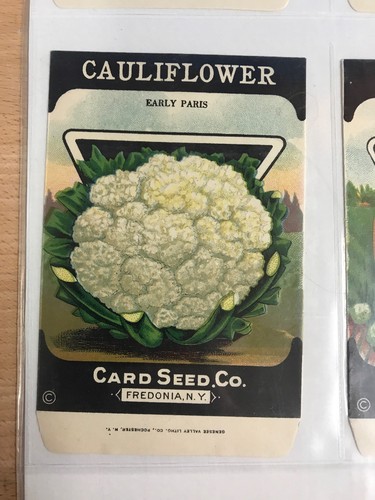 CAULIFLOWER
EARLY PARIS
CARD SEED.CO.
FREDONIA, N.Y.
© ©
GENESEE VALLEY LITHO. CO., ROCHESTER, N. Y.